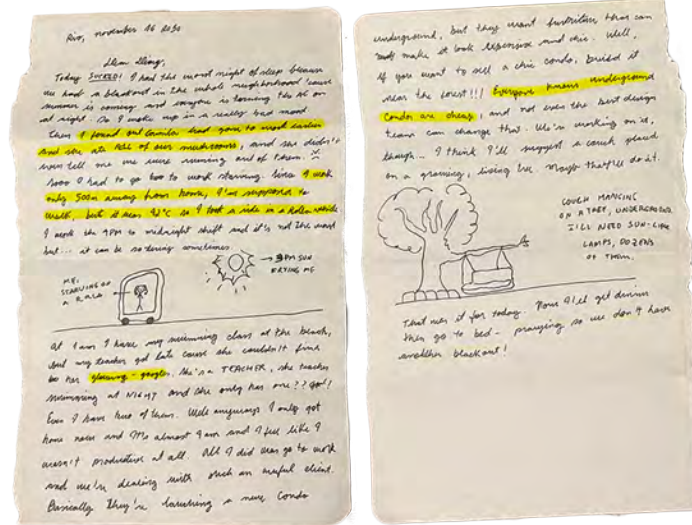 Rio, november 16 2050
Dear Diary,
Today SUCKED! I had the worst night of sleep because
we had a blackout in the whole neighborhood 'cause
summer is coming and everyone is turning the AC on
at night. So I woke up in a really bad mood
then I found out Camila had gone to work earlier
and she ate ALL of our mushrooms, and she didn't
even tell me we were running out of them.
Sooo I had to go to work starving. Since I work
only 500m away from home, I'm supposed to
walk, but it was 42°C so I took a ride in a
I work the 9PM to midnight shift and it's not the worst
but... it can be so tiring sometimes.
ME, STARVING ON A
→ 9PM SUN FRYING ME
At 1am I have my swimming class at the beach,
but my teacher got late cause she couldn't find
her glowing-goggles. She's a TEACHER, she teaches
swimming at NIGHT and she only has one??
Even I have two of them. Well anyways I only got
home now and it's almost 4am and I feel like I
wasn't productive at all. All I did was go to work
and we're dealing with such an awful client.
Basically they're launching a new condo
underground, but they want furnitures that can
make it look expensive and chic. Well,
if you want to sell a chic condo, build it
near the forest!!! Everyone knows underground
condos are cheap, and not even the best design
team can change that. We're working on it,
though... I think I'll suggest a couch placed
on a living tree. Maybe that'll do it.
COUCH HANGING
ON A TREE, UNDERGROUND
I'LL NEED SUN-LIKE
LAMPS, DOZENS
OF THEM.
That was it for today. Now I'll get dinner
then go to bed - praying so we don't have
another blackout!